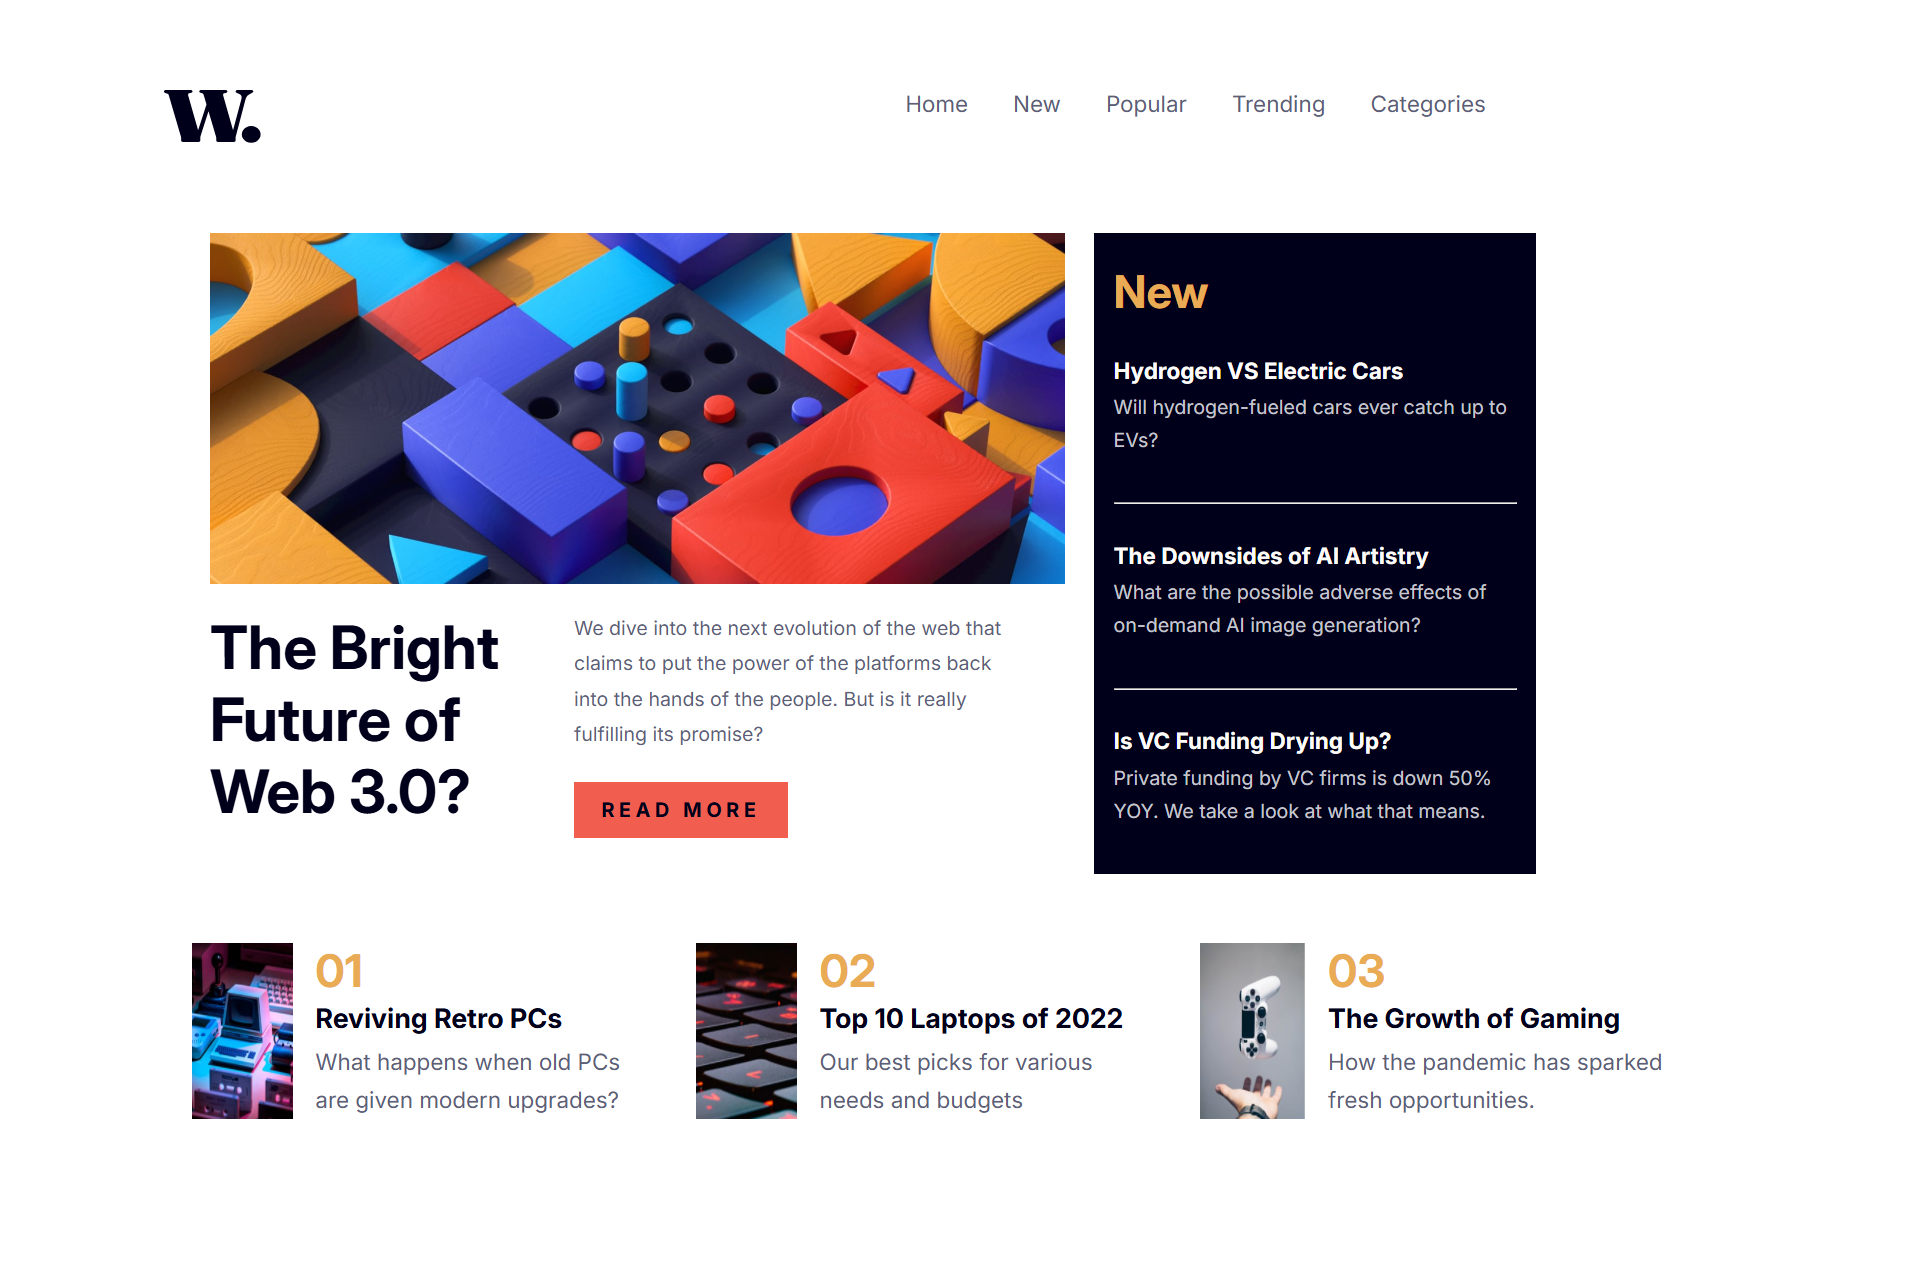 W.
Home New Popular Trending Categories
The Bright
Future of
Web 3.0?
We dive into the next evolution of the web that
claims to put the power of the platforms back
into the hands of the people. But is it really
fulfilling its promise?
READ MORE
New
Hydrogen VS Electric Cars
Will hydrogen-fueled cars ever catch up to
EVs?
The Downsides of AI Artistry
What are the possible adverse effects of
on-demand AI image generation?
Is VC Funding Drying Up?
Private funding by VC firms is down 50%
YOY. We take a look at what that means.
01
Reviving Retro PCs
What happens when old PCs
are given modern upgrades?
02
Top 10 Laptops of 2022
Our best picks for various
needs and budgets
03
The Growth of Gaming
How the pandemic has sparked
fresh opportunities.